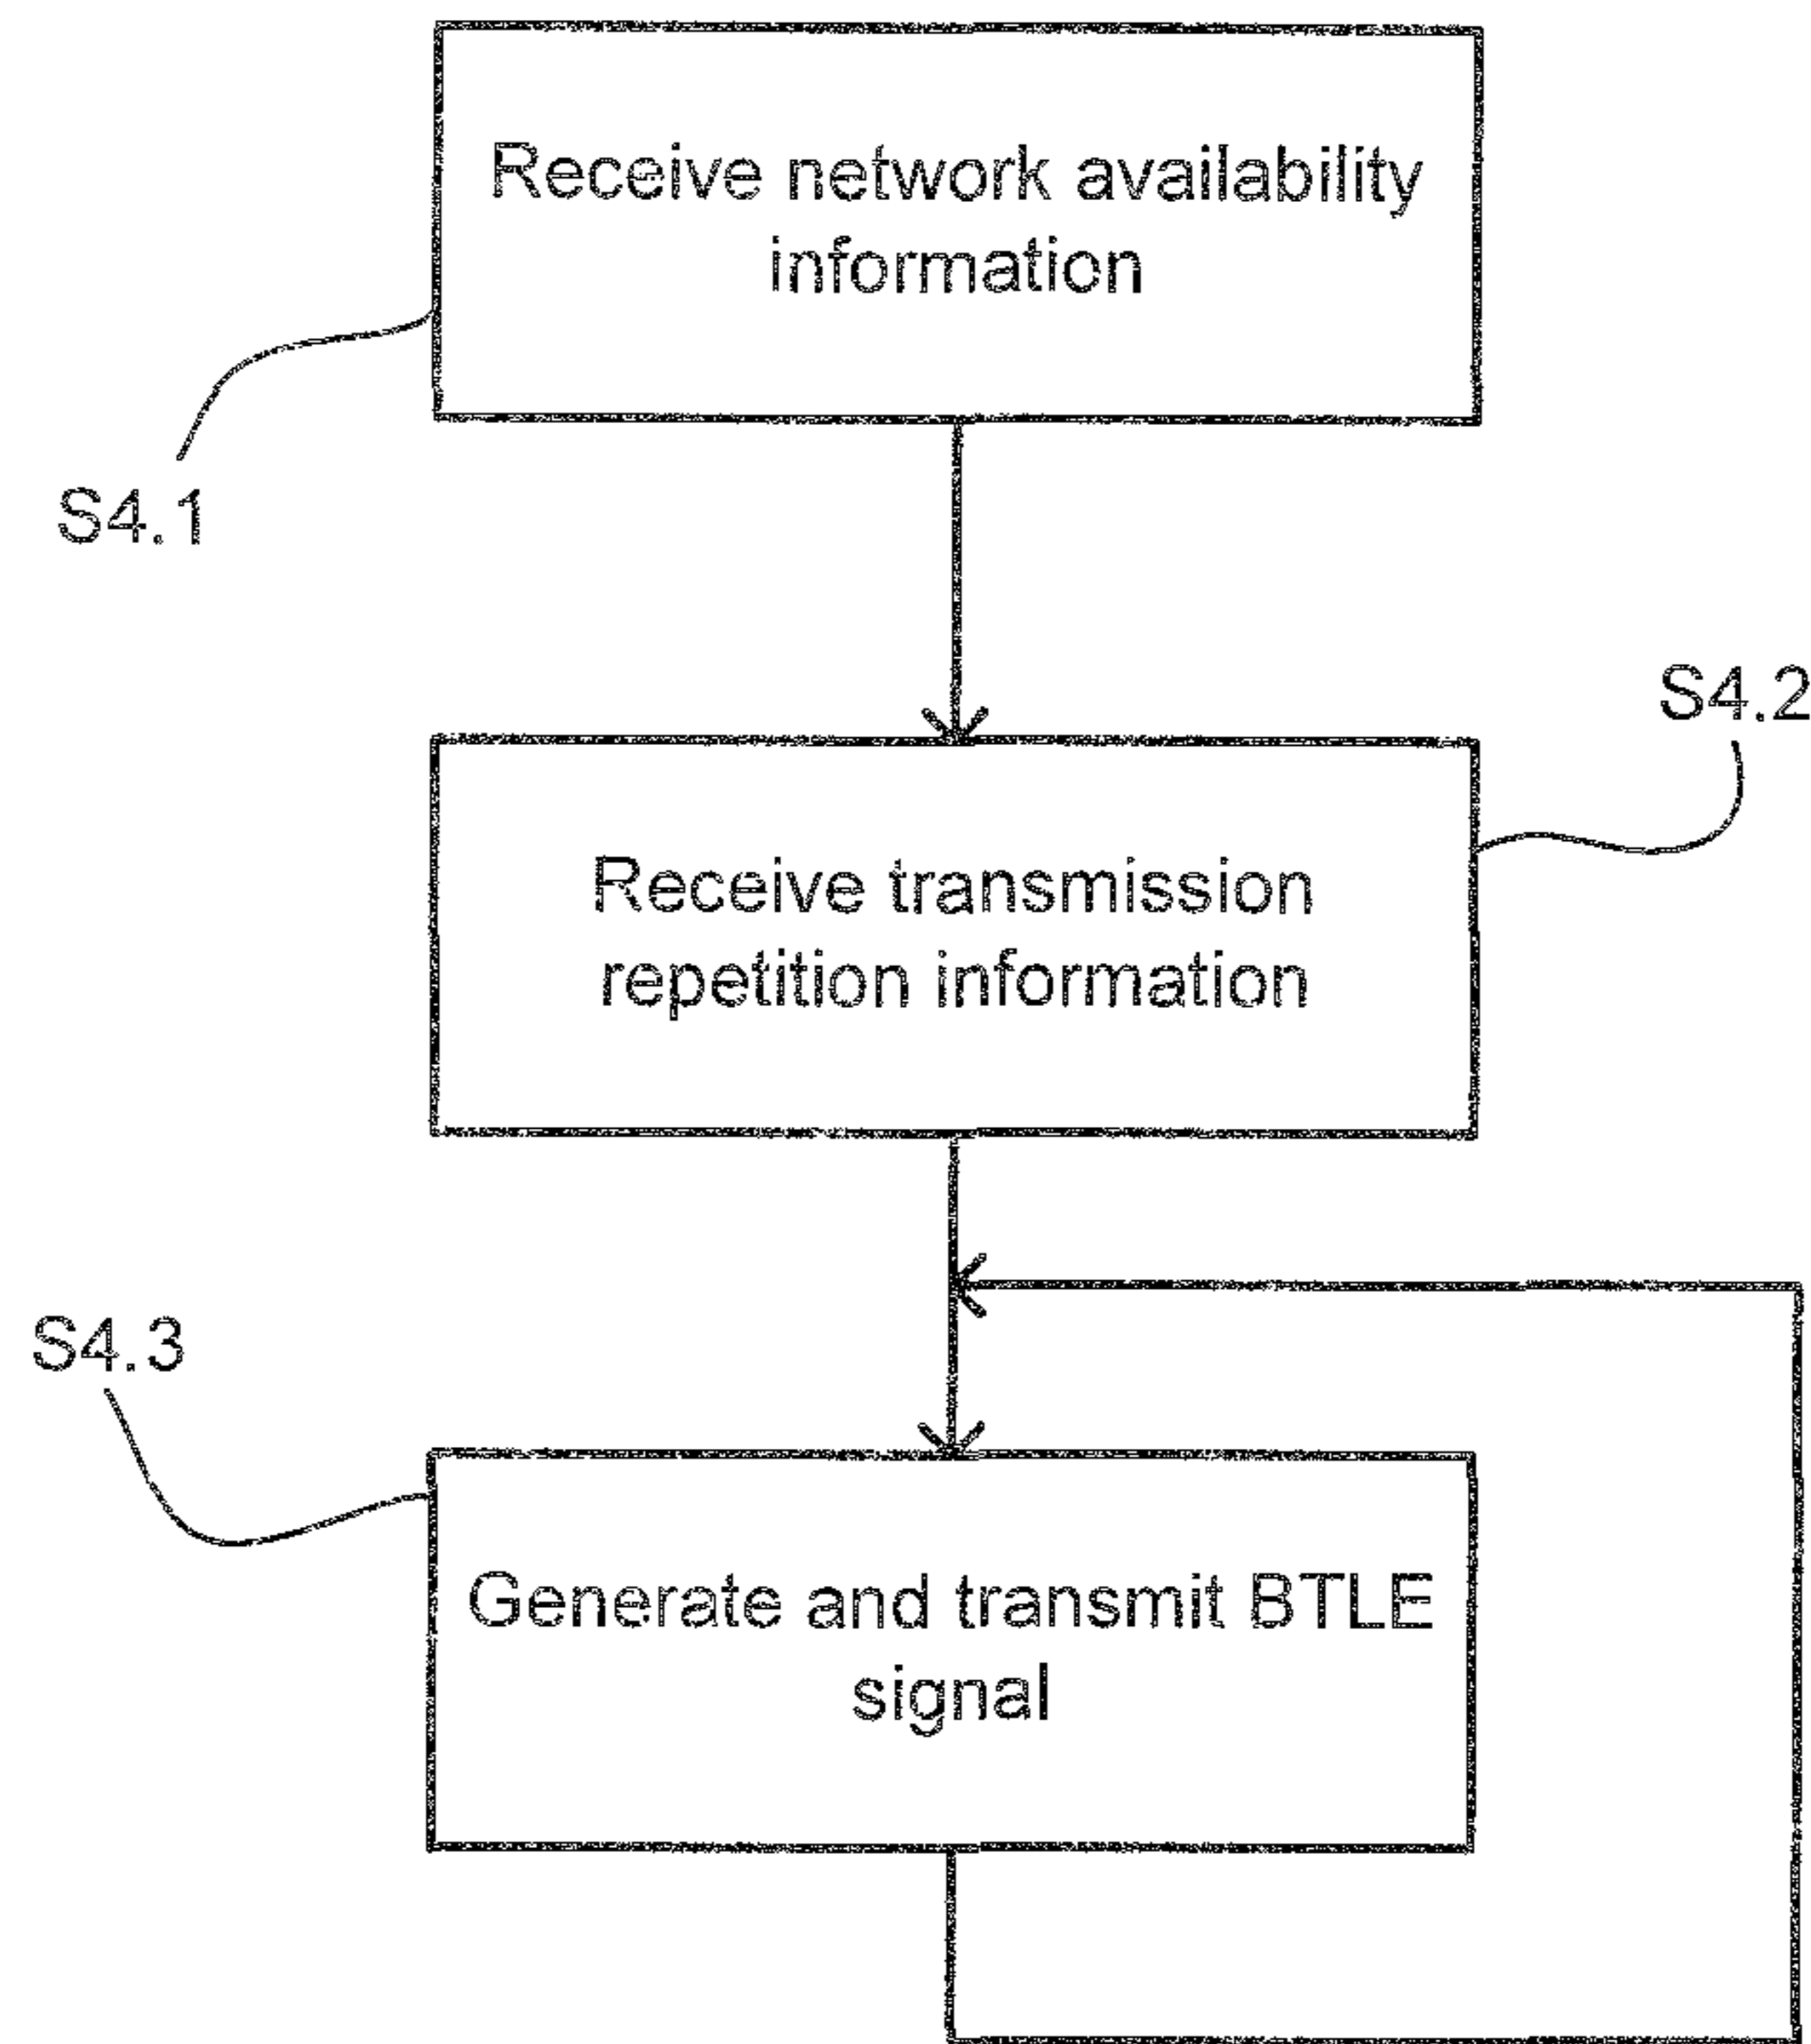 Receive network availability
information
S4.1
S4.2
Receive transmission
repetition information
S4.3
Generate and transmit BTLE
signal